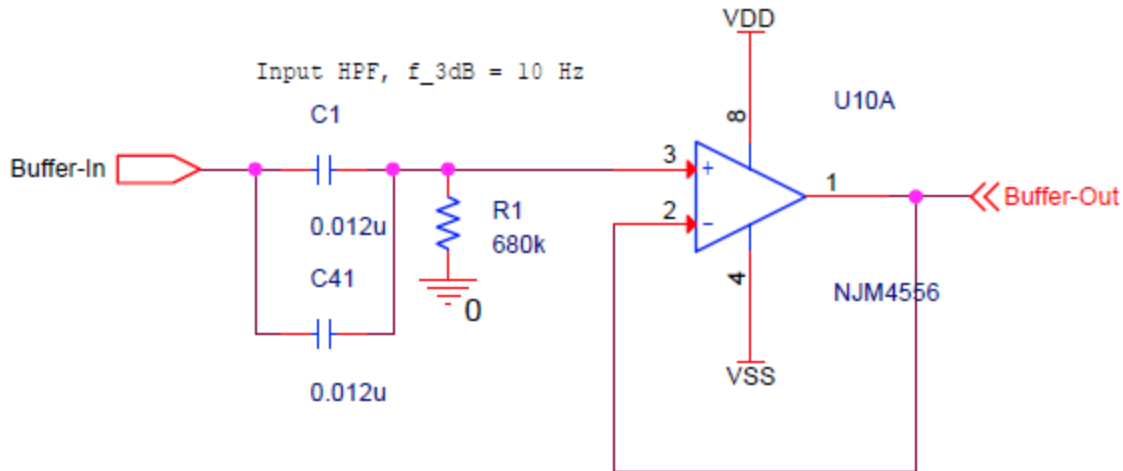 VDD
Input HPF, f_3dB = 10 Hz
U10A
C1
8
Buffer-In
3
+
1
Buffer-Out
2
-
R1
680k
0.012u
C41
4
NJM4556
0
VSS
0.012u